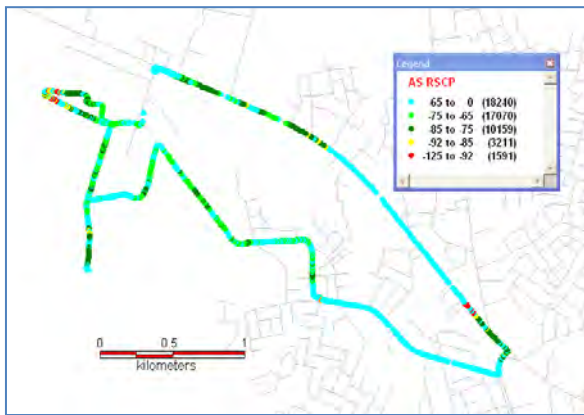 Legend
AS RSCP
65 to 0 (18240)
-75 to -65 (17070)
-85 to -75 (10159)
-92 to -85 (3211)
-125 to -92 (1591)
0 0.5 1
kilometers